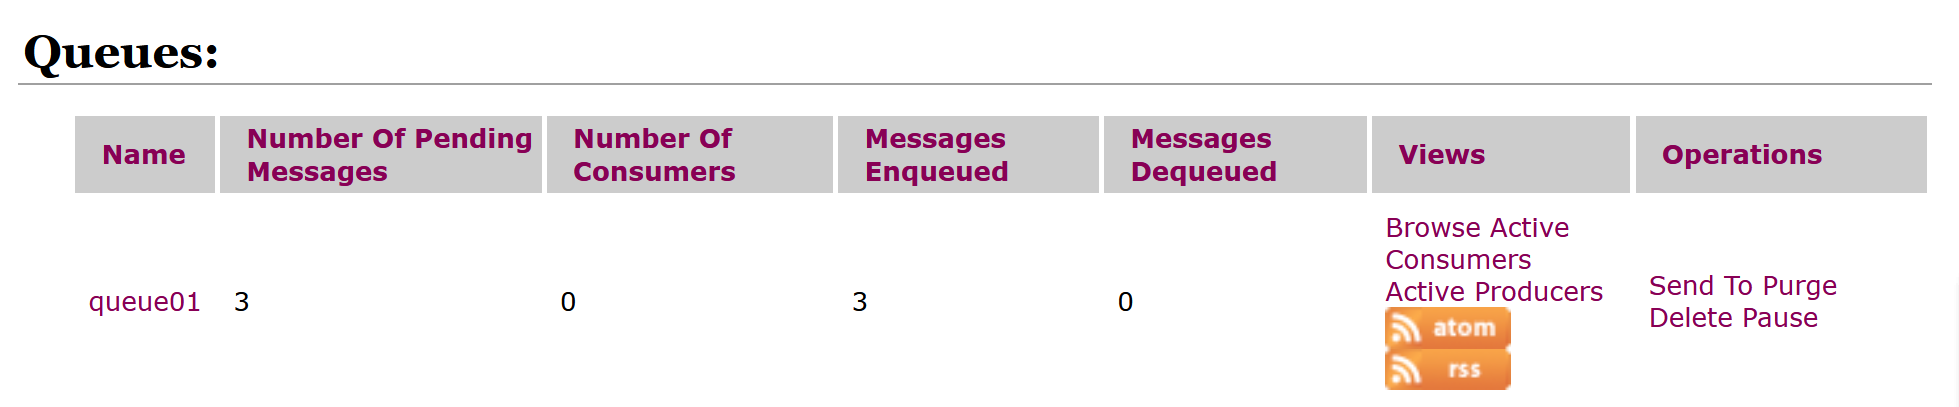 Queues:
Name
Number Of Pending
Messages
Number Of
Consumers
Messages
Enqueued
Messages
Dequeued
Views
Operations
queue01
3
0
3
0
Browse Active
Consumers
Active Producers
atom
rss
Send To Purge
Delete Pause